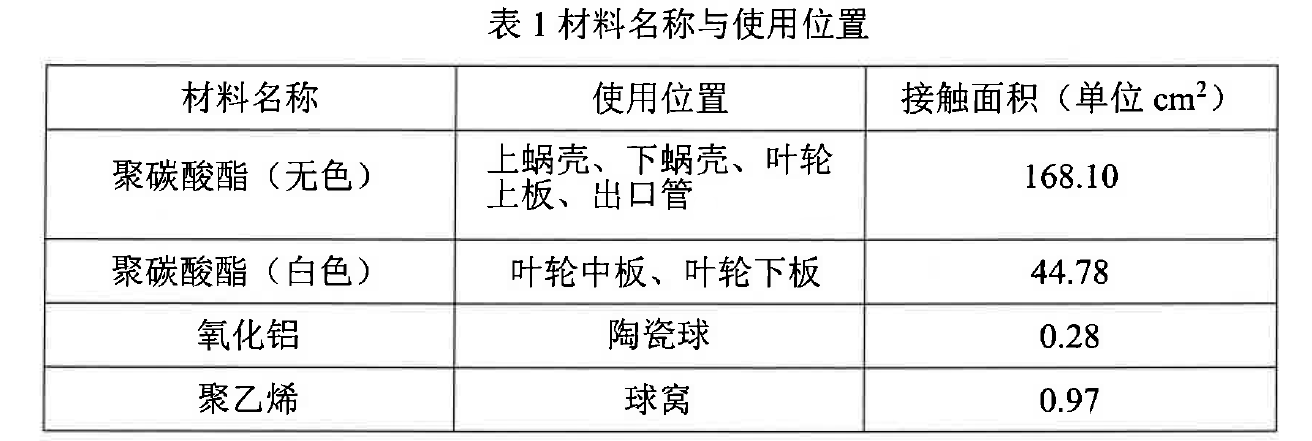 表 1 材料名称与使用位置
材料名称 使用位置 接触面积（单位 cm²）
聚碳酸酯（无色） 上蜗壳、下蜗壳、叶轮
上板、出口管 168.10
聚碳酸酯（白色） 叶轮中板、叶轮下板 44.78
氧化铝 陶瓷球 0.28
聚乙烯 球窝 0.97